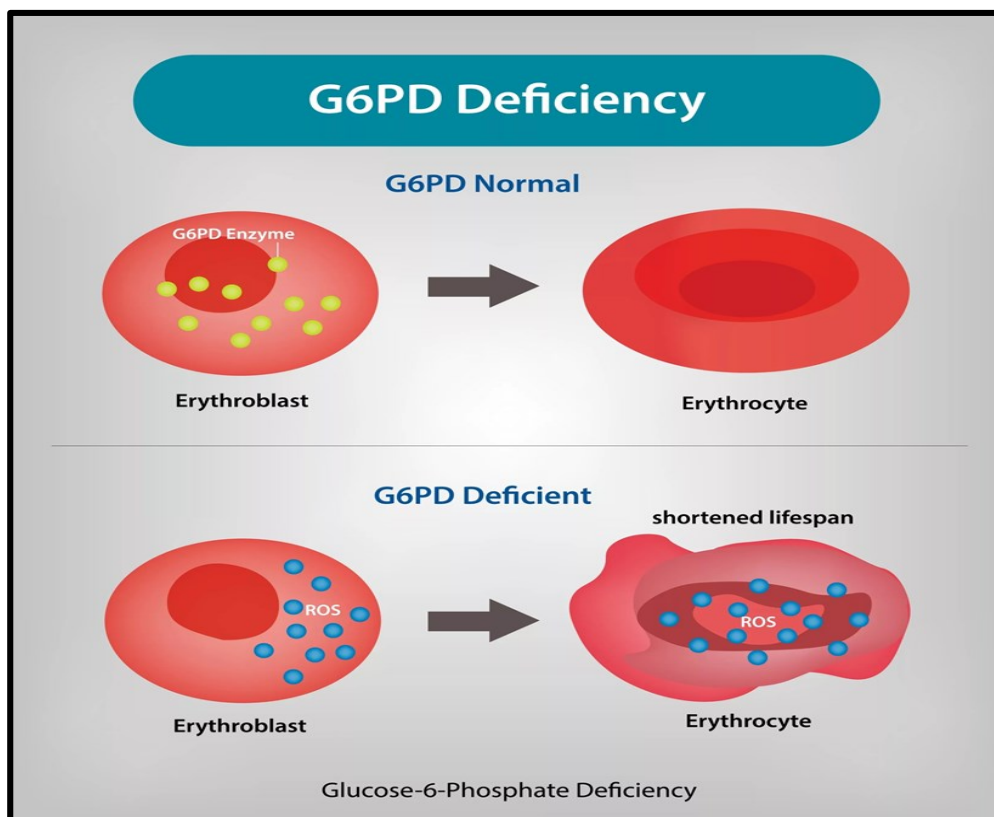 G6PD Deficiency
G6PD Normal
G6PD Enzyme
Erythroblast
Erythrocyte
G6PD Deficient
shortened lifespan
ROS
ROS
Erythroblast
Erythrocyte
Glucose-6-Phosphate Deficiency